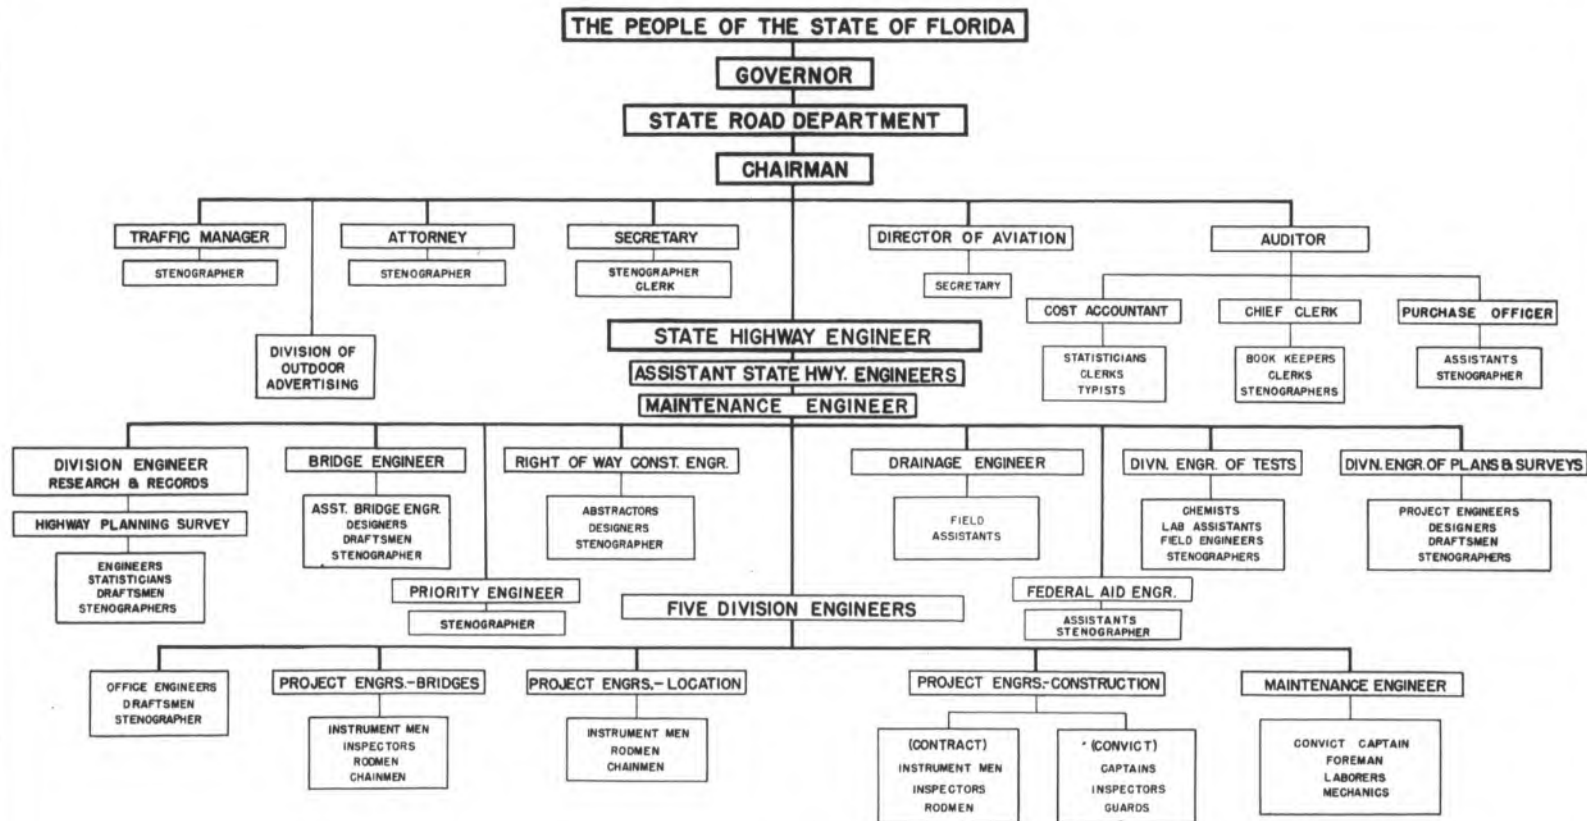 THE PEOPLE OF THE STATE OF FLORIDA
GOVERNOR
STATE ROAD DEPARTMENT
CHAIRMAN
TRAFFIC MANAGER
STENOGRAPHER
DIVISION OF
OUTDOOR
ADVERTISING
ATTORNEY
STENOGRAPHER
SECRETARY
STENOGRAPHER
CLERK
DIRECTOR OF AVIATION
SECRETARY
AUDITOR
COST ACCOUNTANT
STATISTICIANS
CLERKS
TYPISTS
CHIEF CLERK
BOOK KEEPERS
CLERKS
STENOGRAPHERS
PURCHASE OFFICER
ASSISTANTS
STENOGRAPHER
STATE HIGHWAY ENGINEER
ASSISTANT STATE HWY. ENGINEERS
MAINTENANCE ENGINEER
DIVISION ENGINEER
RESEARCH & RECORDS
HIGHWAY PLANNING SURVEY
ENGINEERS
STATISTICIANS
DRAFTSMEN
STENOGRAPHERS
BRIDGE ENGINEER
ASST. BRIDGE ENGR.
DESIGNERS
DRAFTSMEN
STENOGRAPHER
PRIORITY ENGINEER
STENOGRAPHER
RIGHT OF WAY CONST. ENGR.
ABSTRACTORS
DESIGNERS
STENOGRAPHER
DRAINAGE ENGINEER
FIELD
ASSISTANTS
FEDERAL AID ENGR.
ASSISTANTS
STENOGRAPHER
DIVN. ENGR. OF TESTS
CHEMISTS
LAB ASSISTANTS
FIELD ENGINEERS
STENOGRAPHERS
DIVN. ENGR. OF PLANS & SURVEYS
PROJECT ENGINEERS
DESIGNERS
DRAFTSMEN
STENOGRAPHERS
FIVE DIVISION ENGINEERS
OFFICE ENGINEERS
DRAFTSMEN
STENOGRAPHER
PROJECT ENGRS.-BRIDGES
INSTRUMENT MEN
INSPECTORS
RODMEN
CHAINMEN
PROJECT ENGRS.-LOCATION
INSTRUMENT MEN
RODMEN
CHAINMEN
PROJECT ENGRS.-CONSTRUCTION
(CONTRACT)
INSTRUMENT MEN
INSPECTORS
RODMEN
(CONVICT)
CAPTAINS
INSPECTORS
GUARDS
MAINTENANCE ENGINEER
CONVICT CAPTAIN
FOREMAN
LABORERS
MECHANICS